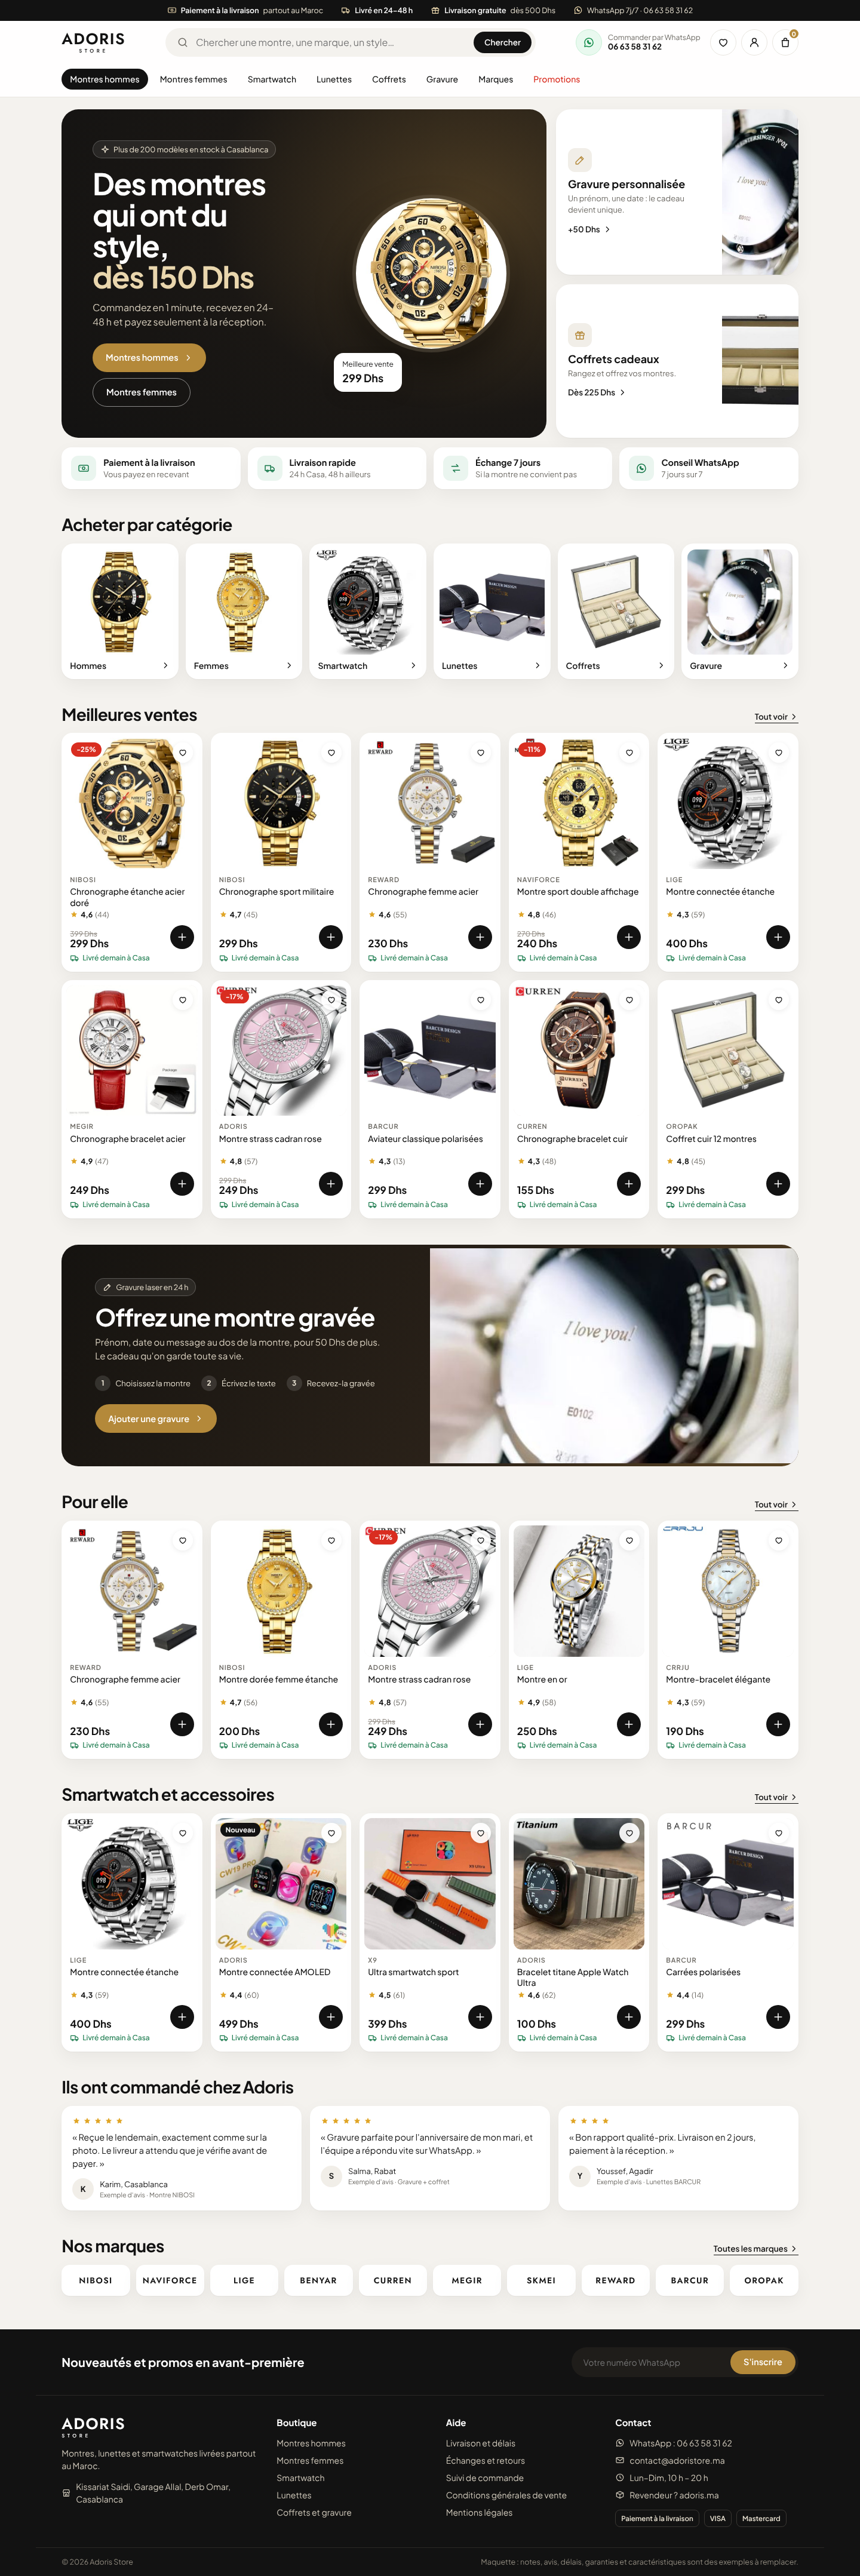 Paiement à la livraison partout au Maroc
Livré en 24–48 h
Livraison gratuite dès 500 Dhs
WhatsApp 7j/7 · 06 63 58 31 62
ADORIS
STORE
Chercher une montre, une marque, un style…
Chercher
Commander par WhatsApp
06 63 58 31 62
0
Montres hommes
Montres femmes
Smartwatch
Lunettes
Coffrets
Gravure
Marques
Promotions
Plus de 200 modèles en stock à Casablanca
Des montres
qui ont du
style,
dès 150 Dhs
Commandez en 1 minute, recevez en 24–
48 h et payez seulement à la réception.
Montres hommes
Montres femmes
Meilleure vente
299 Dhs
Gravure personnalisée
Un prénom, une date : le cadeau
devient unique.
+50 Dhs
I love you!
Coffrets cadeaux
Rangez et offrez vos montres.
Dès 225 Dhs
Paiement à la livraison
Vous payez en recevant
Livraison rapide
24 h Casa, 48 h ailleurs
Échange 7 jours
Si la montre ne convient pas
Conseil WhatsApp
7 jours sur 7
Acheter par catégorie
LIGE
BARCUR DESIGN
Hommes
Femmes
Smartwatch
Lunettes
Coffrets
Gravure
Meilleures ventes
Tout voir
-25%
NIBOSI
Chronographe étanche acier
doré
4,6 (44)
399 Dhs
299 Dhs
Livré demain à Casa
NIBOSI
Chronographe sport militaire
4,7 (45)
299 Dhs
Livré demain à Casa
REWARD
REWARD
Chronographe femme acier
4,6 (55)
230 Dhs
Livré demain à Casa
-11%
NAVIFORCE
Montre sport double affichage
4,8 (46)
270 Dhs
240 Dhs
Livré demain à Casa
LIGE
LIGE
Montre connectée étanche
4,3 (59)
400 Dhs
Livré demain à Casa
MEGIR
Chronographe bracelet acier
4,9 (47)
249 Dhs
Livré demain à Casa
-17%
ADORIS
Montre strass cadran rose
4,8 (57)
299 Dhs
249 Dhs
Livré demain à Casa
BARCUR DESIGN
BARCUR
Aviateur classique polarisées
4,3 (13)
299 Dhs
Livré demain à Casa
CURREN
CURREN
Chronographe bracelet cuir
4,3 (48)
155 Dhs
Livré demain à Casa
OROPAK
Coffret cuir 12 montres
4,8 (45)
299 Dhs
Livré demain à Casa
Gravure laser en 24 h
Offrez une montre gravée
Prénom, date ou message au dos de la montre, pour 50 Dhs de plus.
Le cadeau qu'on garde toute sa vie.
1 Choisissez la montre
2 Écrivez le texte
3 Recevez-la gravée
Ajouter une gravure
I love you!
E0102
Pour elle
Tout voir
REWARD
REWARD
Chronographe femme acier
4,6 (55)
230 Dhs
Livré demain à Casa
NIBOSI
Montre dorée femme étanche
4,7 (56)
200 Dhs
Livré demain à Casa
-17%
ADORIS
Montre strass cadran rose
4,8 (57)
299 Dhs
249 Dhs
Livré demain à Casa
LIGE
Montre en or
4,9 (58)
250 Dhs
Livré demain à Casa
CRRJU
Montre-bracelet élégante
4,3 (59)
190 Dhs
Livré demain à Casa
Smartwatch et accessoires
Tout voir
LIGE
LIGE
Montre connectée étanche
4,3 (59)
400 Dhs
Livré demain à Casa
Nouveau
ADORIS
Montre connectée AMOLED
4,4 (60)
499 Dhs
Livré demain à Casa
X9
Ultra smartwatch sport
4,5 (61)
399 Dhs
Livré demain à Casa
Titanium
ADORIS
Bracelet titane Apple Watch
Ultra
4,6 (62)
100 Dhs
Livré demain à Casa
BARCUR
BARCUR DESIGN
BARCUR
Carrées polarisées
4,4 (14)
299 Dhs
Livré demain à Casa
Ils ont commandé chez Adoris
« Reçue le lendemain, exactement comme sur la
photo. Le livreur a attendu que je vérifie avant de
payer. »
K
Karim, Casablanca
Exemple d'avis · Montre NIBOSI
« Gravure parfaite pour l'anniversaire de mon mari, et
l'équipe a répondu vite sur WhatsApp. »
S
Salma, Rabat
Exemple d'avis · Gravure + coffret
« Bon rapport qualité-prix. Livraison en 2 jours,
paiement à la réception. »
Y
Youssef, Agadir
Exemple d'avis · Lunettes BARCUR
Nos marques
Toutes les marques
NIBOSI
NAVIFORCE
LIGE
BENYAR
CURREN
MEGIR
SKMEI
REWARD
BARCUR
OROPAK
Nouveautés et promos en avant-première
Votre numéro WhatsApp
S'inscrire
ADORIS
STORE
Montres, lunettes et smartwatches livrées partout
au Maroc.
Kissariat Saidi, Garage Allal, Derb Omar,
Casablanca
Boutique
Montres hommes
Montres femmes
Smartwatch
Lunettes
Coffrets et gravure
Aide
Livraison et délais
Échanges et retours
Suivi de commande
Conditions générales de vente
Mentions légales
Contact
WhatsApp : 06 63 58 31 62
contact@adoristore.ma
Lun–Dim, 10 h – 20 h
Revendeur ? adoris.ma
Paiement à la livraison
VISA
Mastercard
© 2026 Adoris Store
Maquette : notes, avis, délais, garanties et caractéristiques sont des exemples à remplacer.